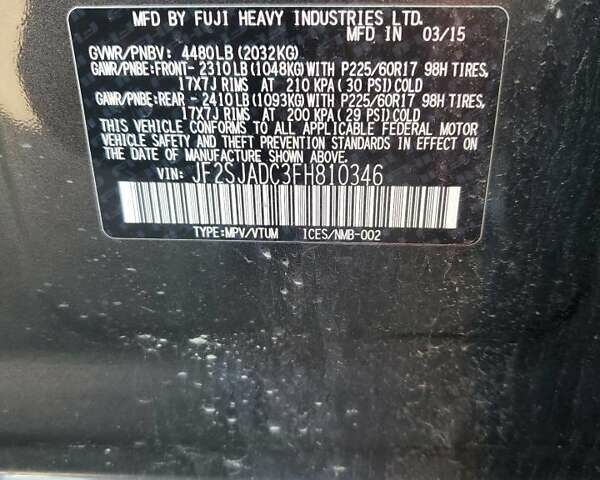 MFD BY FUJI HEAVY INDUSTRIES LTD.
MFD IN 03/15
GVWR/PNBV: 4480LB(2032KG)
GAWR/PNBE:FRONT- 2310LB(1048KG)WITH P225/60R17 98H TIRES,
17X7J RIMS AT 210 KPA(30 PSI)COLD
GAWR/PNBE:REAR - 2410LB(1093KG)WITH P225/60R17 98H TIRES,
17X7J RIMS AT 200 KPA(29 PSI)COLD
THIS VEHICLE CONFORMS TO ALL APPLICABLE FEDERAL MOTOR
VEHICLE SAFETY AND THEFT PREVENTION STANDARDS IN EFFECT
ON THE DATE OF MANUFACTURE SHOWN ABOVE.
VIN: JF2SJADC3FH810346
TYPE:MPV/VTUM ICES/NMB-002